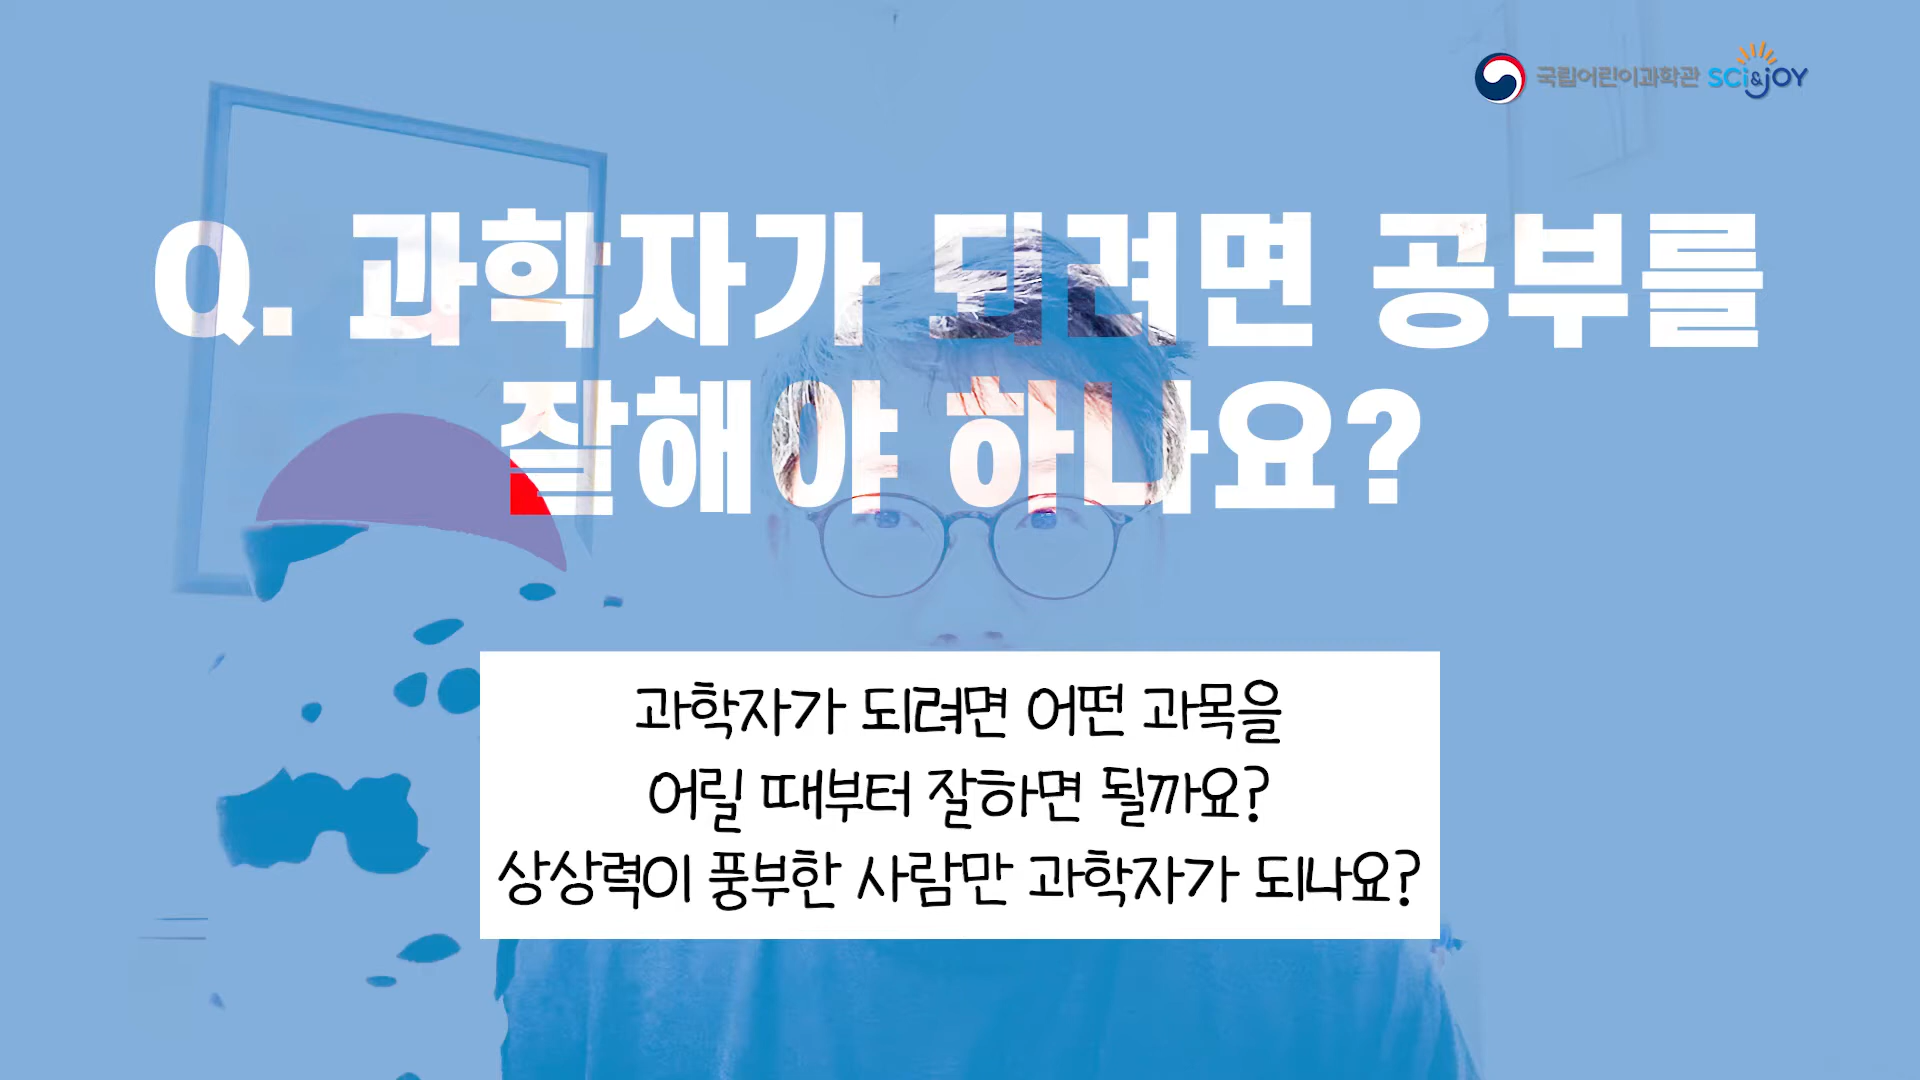 국립어린이과학관 SCi&jOY
Q. 과학자가 되려면 공부를
잘해야 하나요?
과학자가 되려면 어떤 과목을
어릴 때부터 잘하면 될까요?
상상력이 풍부한 사람만 과학자가 되나요?